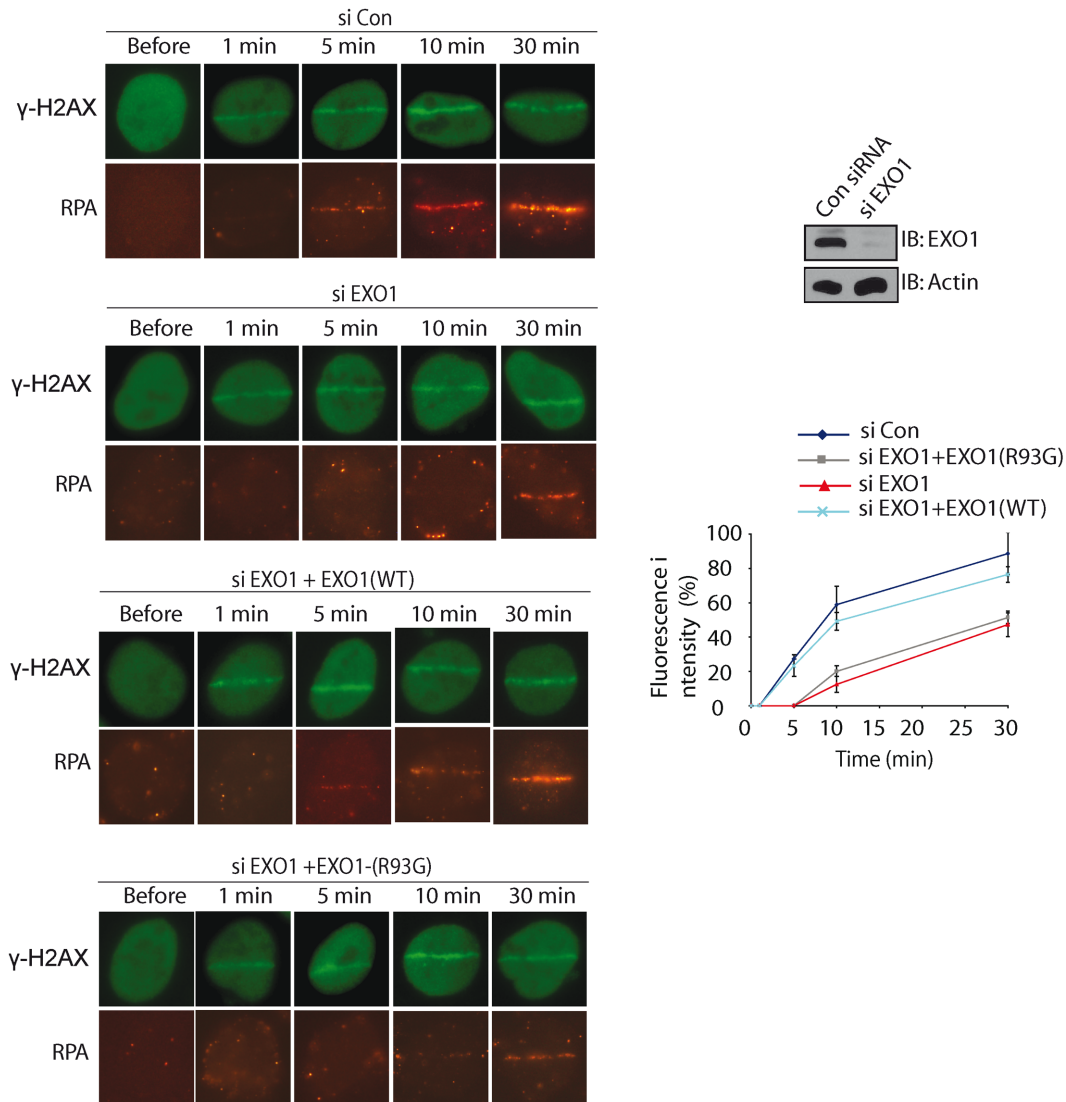 si Con
Before 1 min 5 min 10 min 30 min
γ-H2AX
RPA
si EXO1
Before 1 min 5 min 10 min 30 min
γ-H2AX
RPA
si EXO1 + EXO1(WT)
Before 1 min 5 min 10 min 30 min
γ-H2AX
RPA
si EXO1 +EXO1-(R93G)
Before 1 min 5 min 10 min 30 min
γ-H2AX
RPA
Con siRNA
si EXO1
IB: EXO1
IB: Actin
si Con
si EXO1+EXO1(R93G)
si EXO1
si EXO1+EXO1(WT)
Fluorescence i
ntensity (%)
100
80
60
40
20
0
0 5 10 15 20 25 30
Time (min)